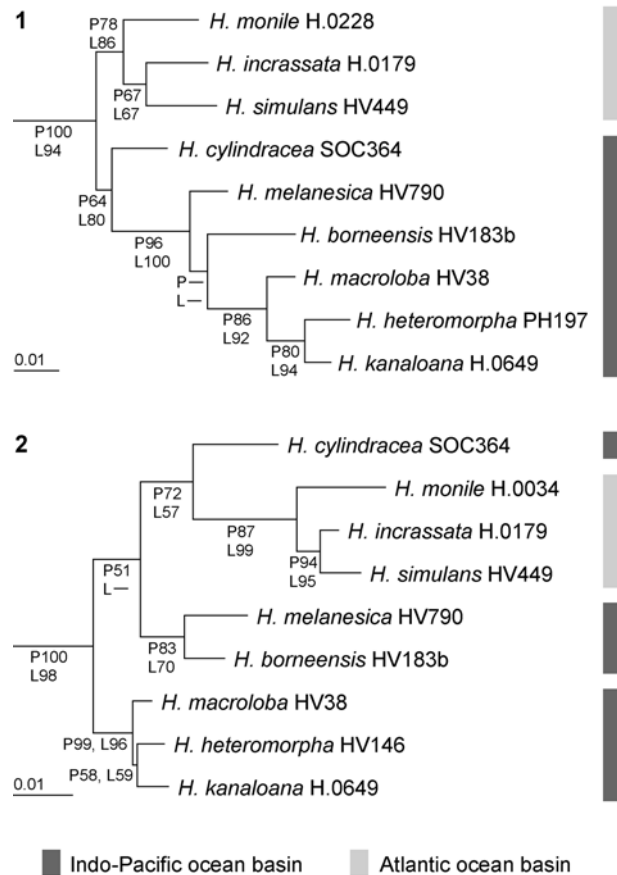 1
P78
L86
H. monile H.0228
H. incrassata H.0179
P67
L67
H. simulans HV449
P100
L94
H. cylindracea SOC364
P64
L80
H. melanesica HV790
P96
L100
H. borneensis HV183b
P—
L—
H. macroloba HV38
P86
L92
H. heteromorpha PH197
P80
L94
H. kanaloana H.0649
0.01
2
H. cylindracea SOC364
P72
L57
H. monile H.0034
P87
L99
H. incrassata H.0179
P94
L95
H. simulans HV449
P51
L—
H. melanesica HV790
P83
L70
H. borneensis HV183b
P100
L98
H. macroloba HV38
P99, L96
H. heteromorpha HV146
P58, L59
H. kanaloana H.0649
0.01
Indo-Pacific ocean basin
Atlantic ocean basin